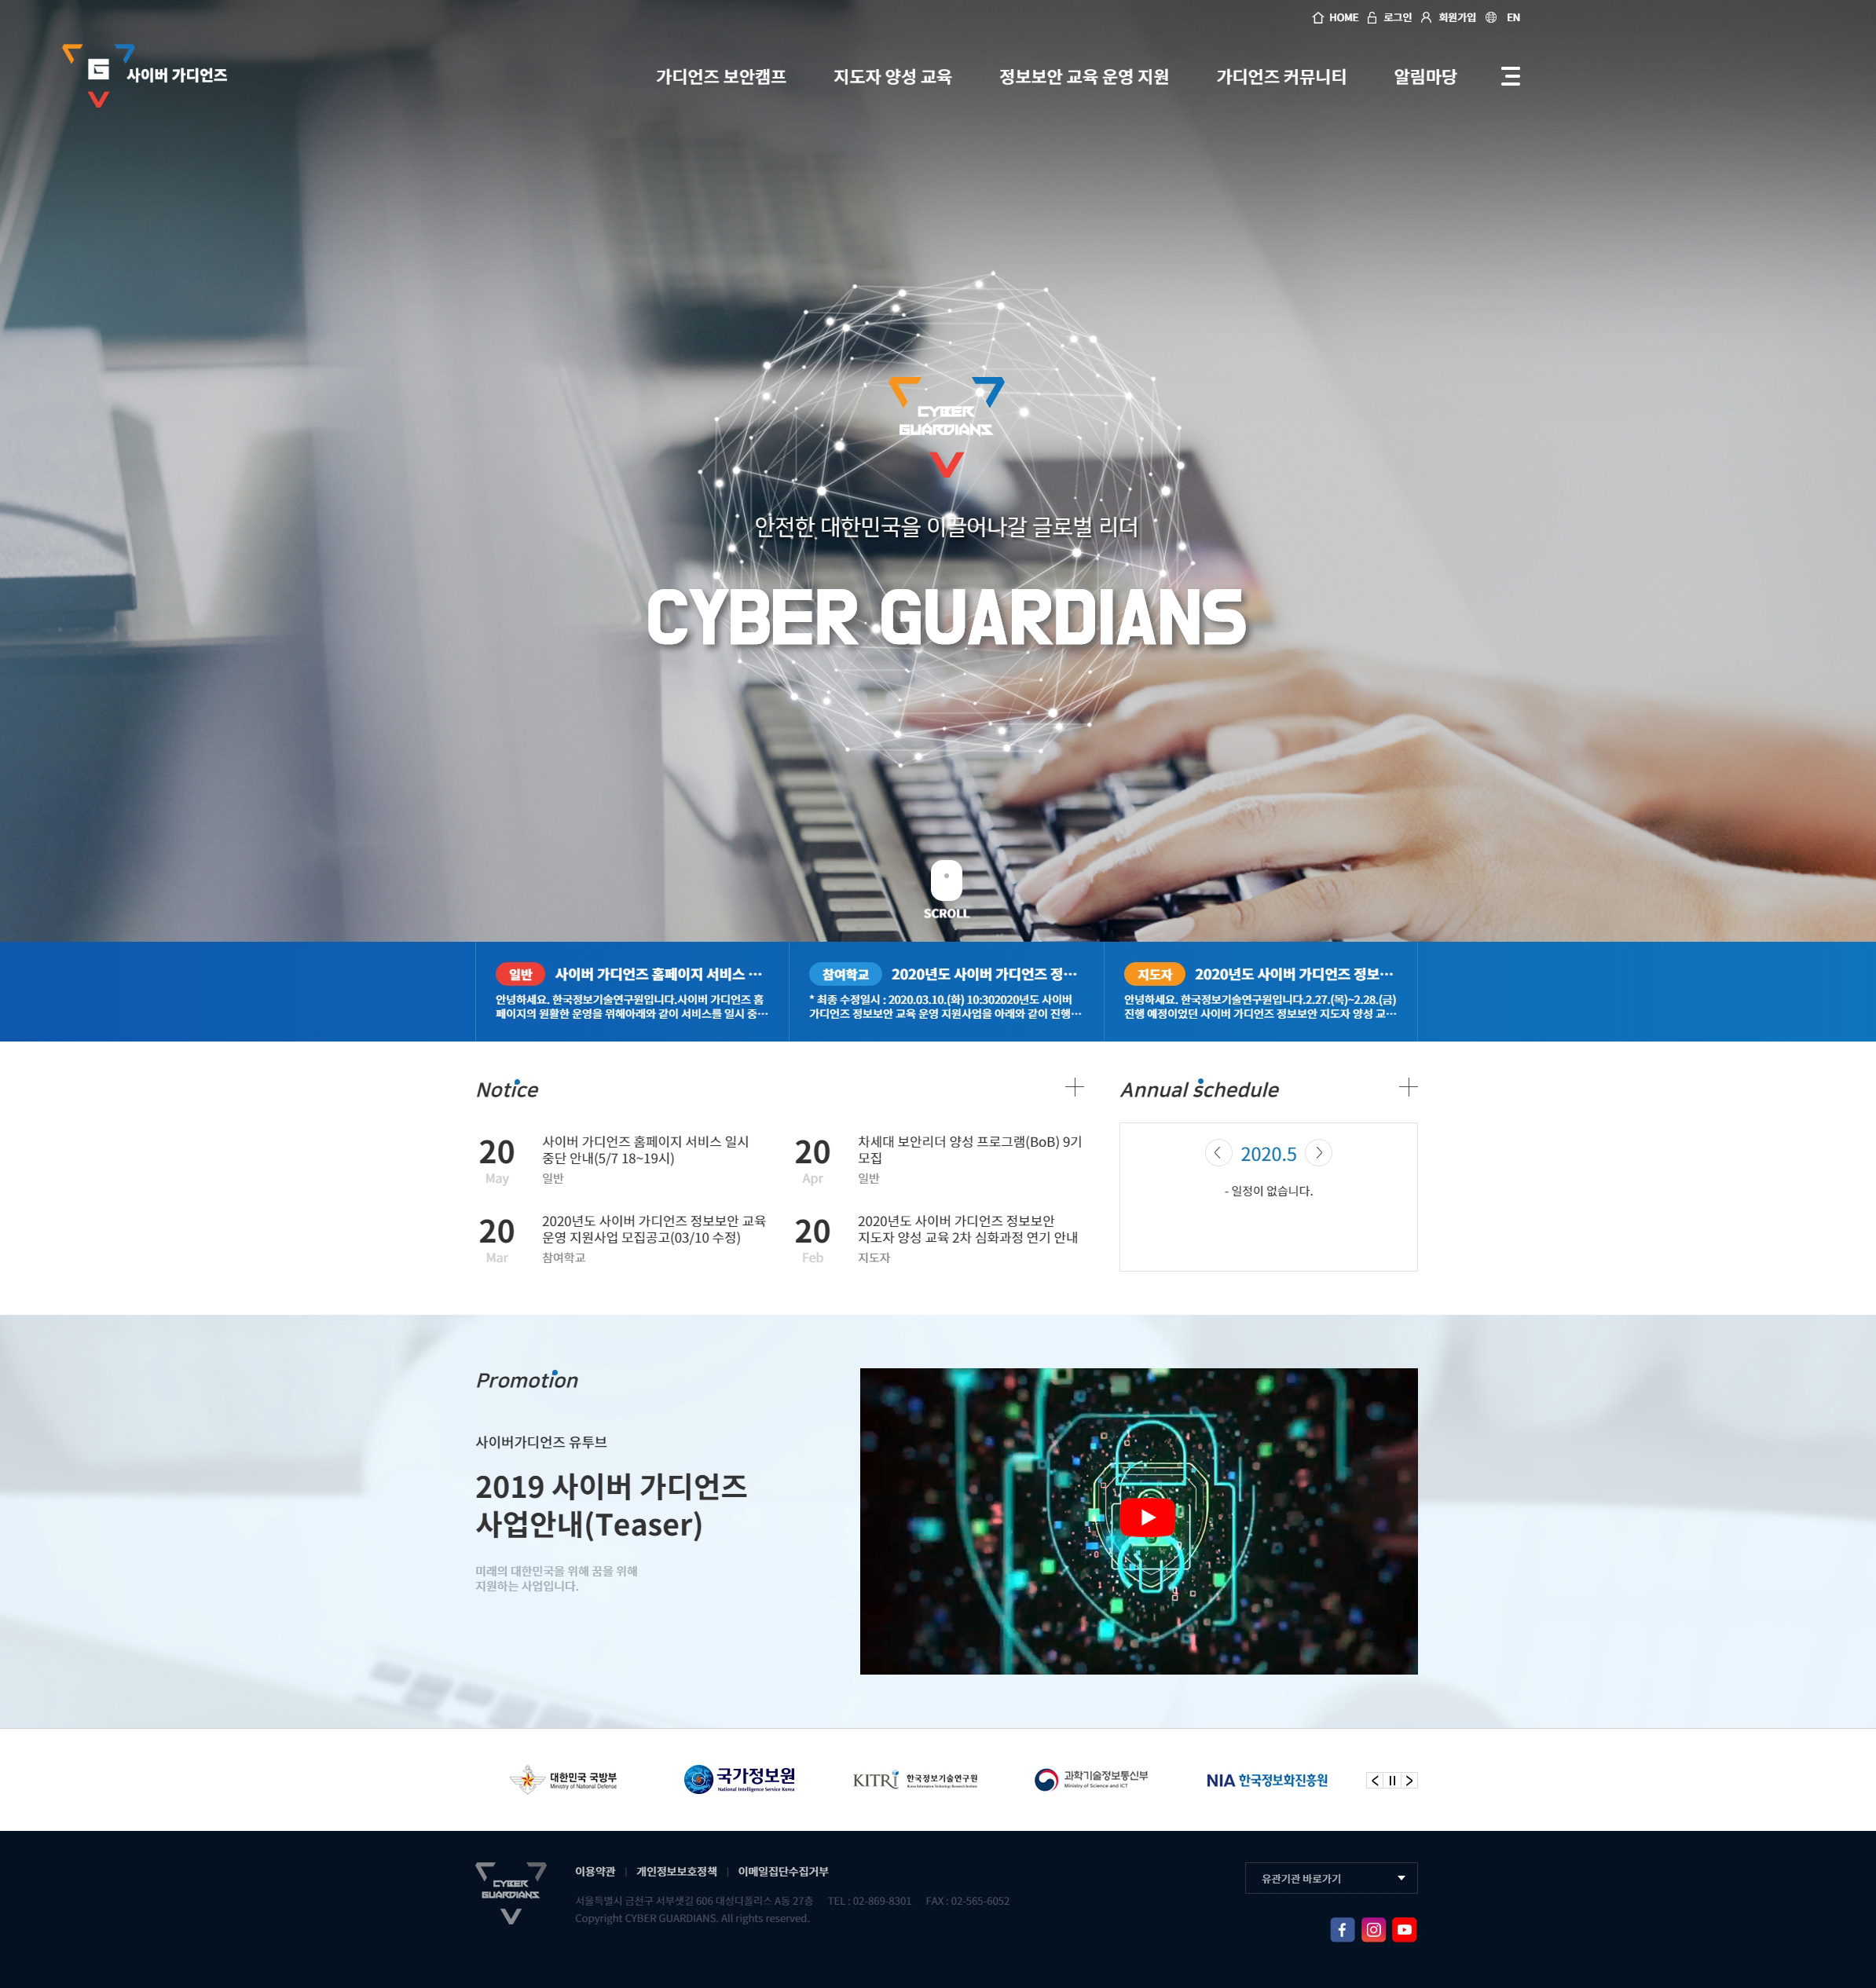 HOME 로그인 회원가입 EN
사이버 가디언즈
가디언즈 보안캠프 지도자 양성 교육 정보보안 교육 운영 지원 가디언즈 커뮤니티 알림마당
CYBER
GUARDIANS
안전한 대한민국을 이끌어나갈 글로벌 리더
CYBER GUARDIANS
SCROLL
일반 사이버 가디언즈 홈페이지 서비스 …
안녕하세요. 한국정보기술연구원입니다.사이버 가디언즈 홈
페이지의 원활한 운영을 위해아래와 같이 서비스를 일시 중…
참여학교 2020년도 사이버 가디언즈 정…
* 최종 수정일시 : 2020.03.10.(화) 10:302020년도 사이버
가디언즈 정보보안 교육 운영 지원사업을 아래와 같이 진행…
지도자 2020년도 사이버 가디언즈 정보…
안녕하세요. 한국정보기술연구원입니다.2.27.(목)~2.28.(금)
진행 예정이었던 사이버 가디언즈 정보보안 지도자 양성 교…
Notice
20
May
사이버 가디언즈 홈페이지 서비스 일시
중단 안내(5/7 18~19시)
일반
20
Apr
차세대 보안리더 양성 프로그램(BoB) 9기
모집
일반
20
Mar
2020년도 사이버 가디언즈 정보보안 교육
운영 지원사업 모집공고(03/10 수정)
참여학교
20
Feb
2020년도 사이버 가디언즈 정보보안
지도자 양성 교육 2차 심화과정 연기 안내
지도자
Annual schedule
2020.5
- 일정이 없습니다.
Promotion
사이버가디언즈 유투브
2019 사이버 가디언즈
사업안내(Teaser)
미래의 대한민국을 위해 꿈을 위해
지원하는 사업입니다.
대한민국 국방부
Ministry of National Defense
국가정보원
National Intelligence Service Korea
KITRI 한국정보기술연구원
과학기술정보통신부
Ministry of Science and ICT
NIA 한국정보화진흥원
CYBER
GUARDIANS
이용약관 | 개인정보보호정책 | 이메일집단수집거부
서울특별시 금천구 서부샛길 606 대성디폴리스 A동 27층 TEL : 02-869-8301 FAX : 02-565-6052
Copyright CYBER GUARDIANS. All rights reserved.
유관기관 바로가기